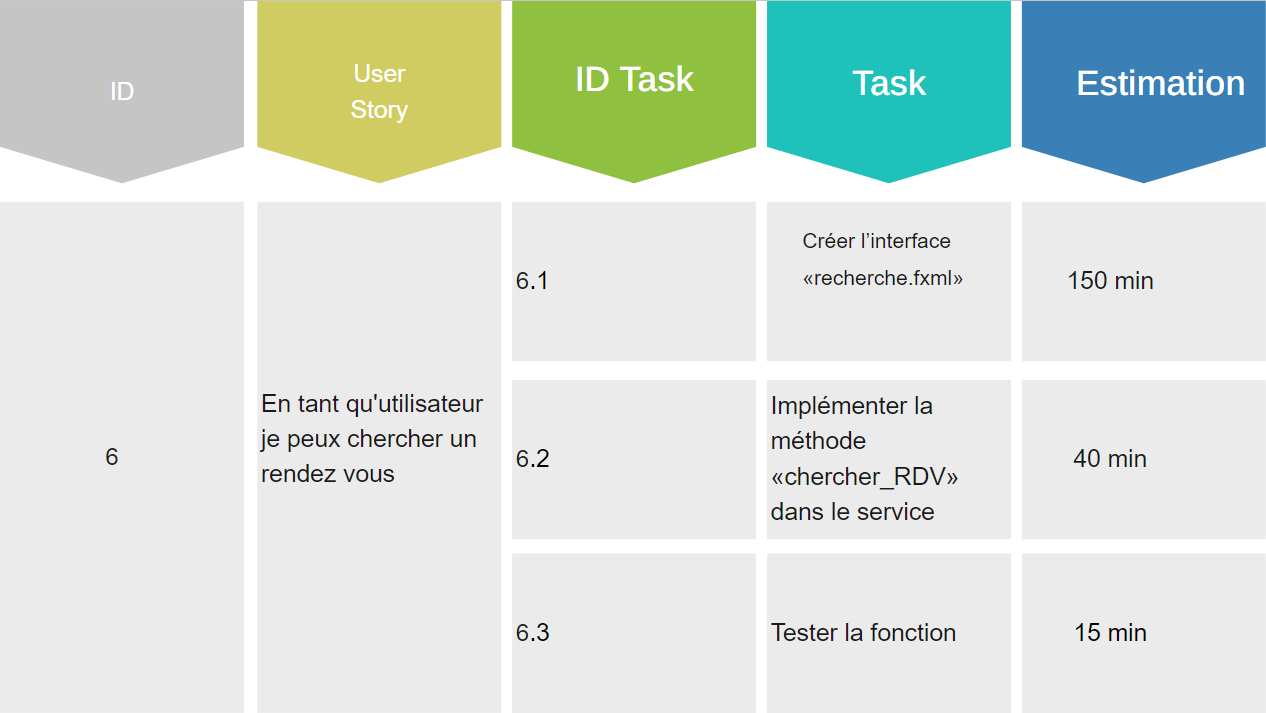 ID
User
Story
ID Task
Task
Estimation
6
En tant qu'utilisateur
je peux chercher un
rendez vous
6.1
Créer l’interface
«recherche.fxml»
150 min
6.2
Implémenter la
méthode
«chercher_RDV»
dans le service
40 min
6.3
Tester la fonction
15 min